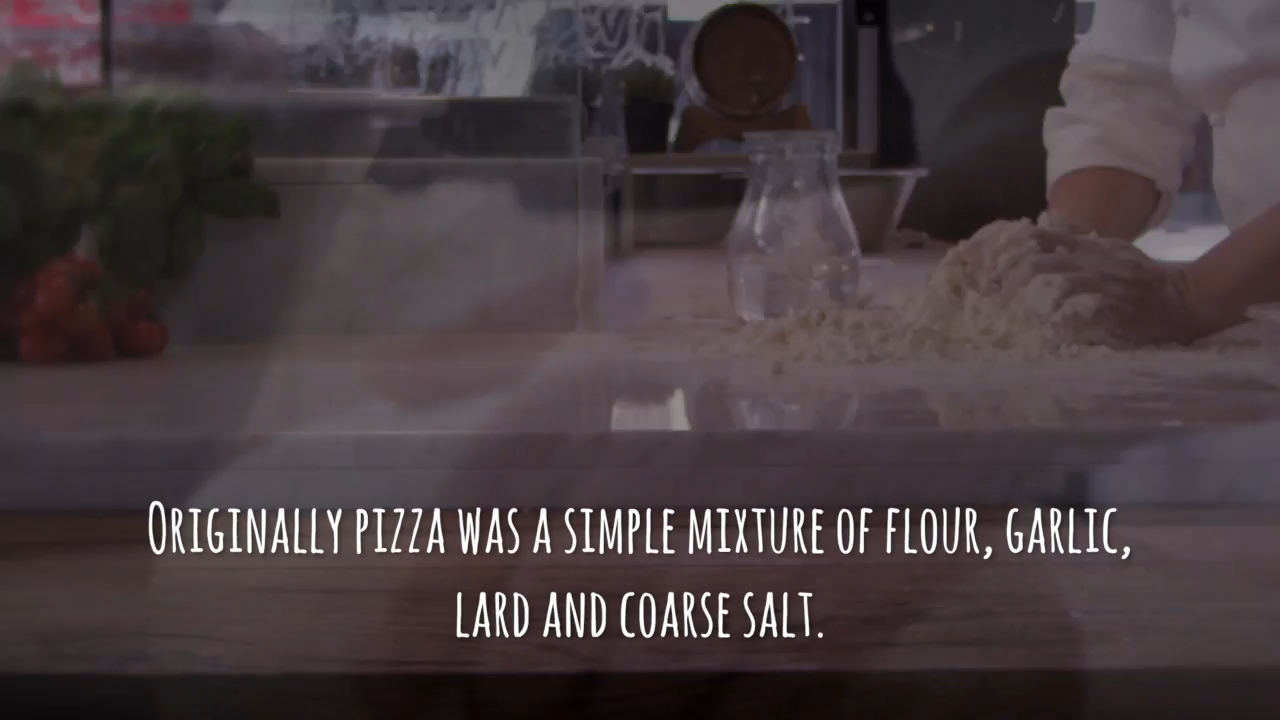 Originally pizza was a simple mixture of flour, garlic,
lard and coarse salt.